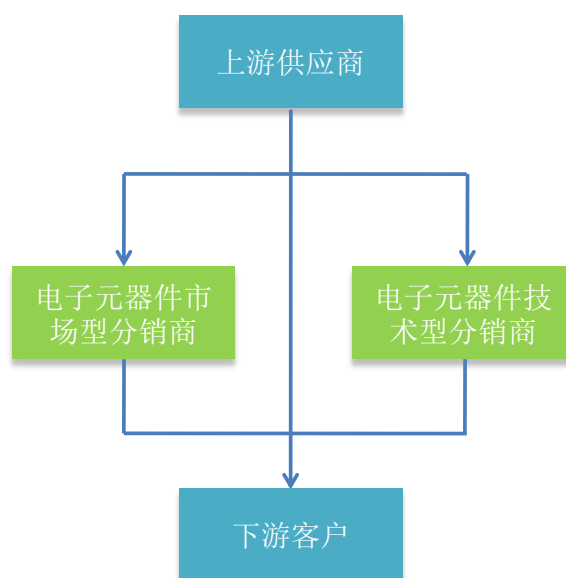 上游供应商
电子元器件市
场型分销商
电子元器件技
术型分销商
下游客户